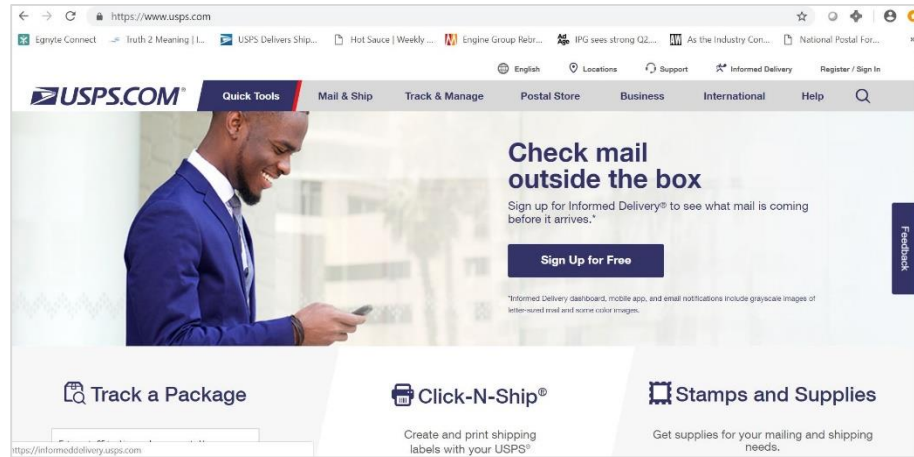 https://www.usps.com
Egnyte Connect Truth 2 Meaning | I... USPS Delivers Ship... Hot Sauce | Weekly ... Engine Group Rebr... Ad Age IPG sees strong Q2,... As the Industry Con... National Postal For...
English Locations Support Informed Delivery Register / Sign In
USPS.COM® Quick Tools Mail & Ship Track & Manage Postal Store Business International Help
Check mail
outside the box
Sign up for Informed Delivery® to see what mail is coming
before it arrives.*
Sign Up for Free
Feedback
*Informed Delivery dashboard, mobile app, and email notifications include grayscale images of
letter-sized mail and some color images.
Track a Package
Click-N-Ship®
Stamps and Supplies
Create and print shipping
labels with your USPS®
Get supplies for your mailing and shipping
needs.
https://informeddelivery.usps.com